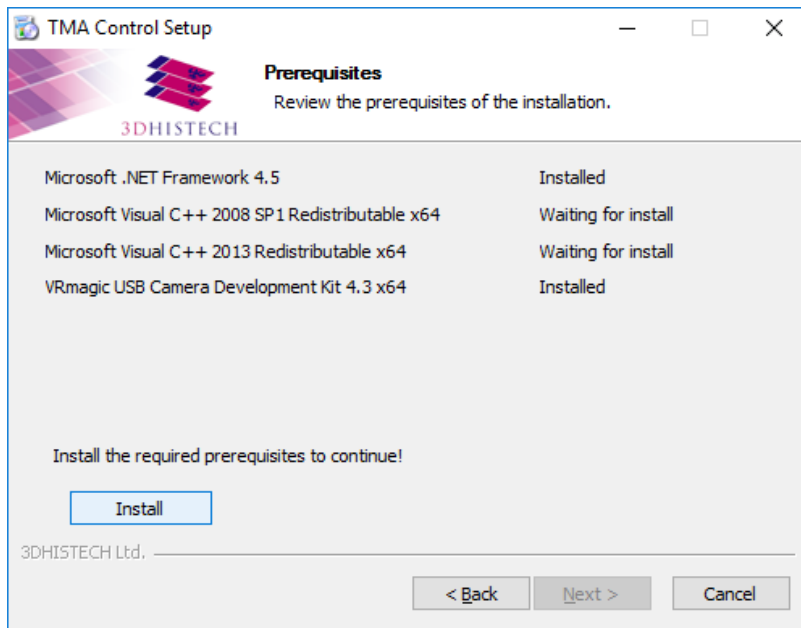 TMA Control Setup
Prerequisites
Review the prerequisites of the installation.
3DHISTECH
Microsoft .NET Framework 4.5 Installed
Microsoft Visual C++ 2008 SP1 Redistributable x64 Waiting for install
Microsoft Visual C++ 2013 Redistributable x64 Waiting for install
VRmagic USB Camera Development Kit 4.3 x64 Installed
Install the required prerequisites to continue!
Install
3DHISTECH Ltd.
< Back Next > Cancel